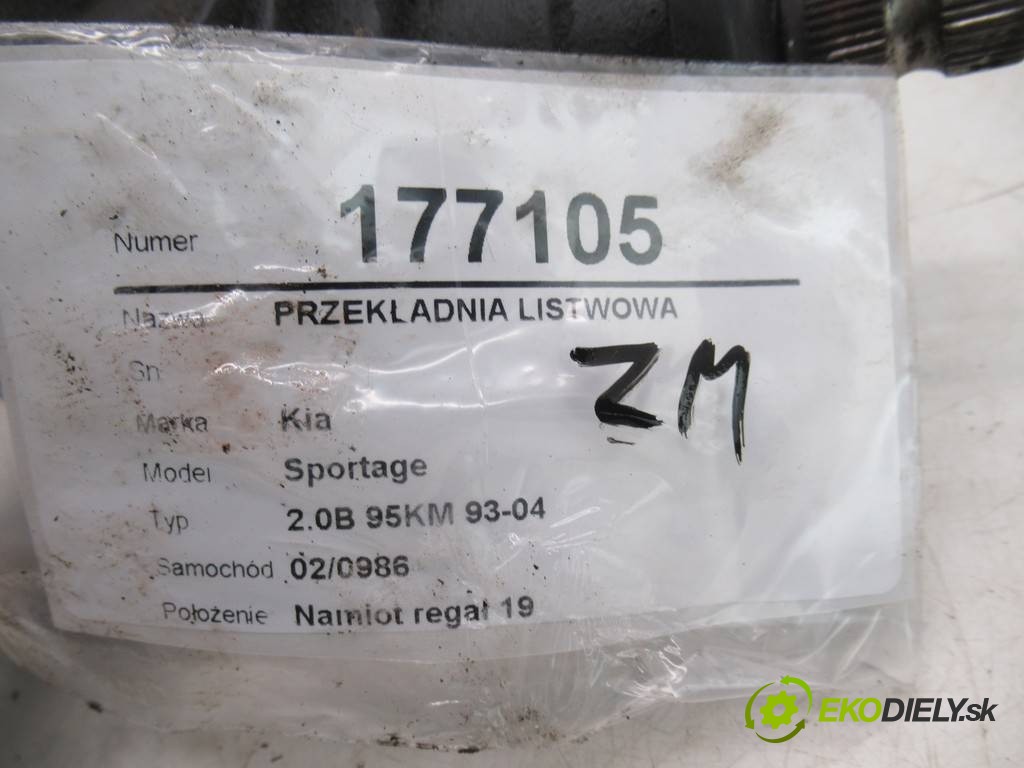 Numer 177105
Nazwa PRZEKŁADNIA LISTWOWA
Sn
ZM
Marka Kia
Model Sportage
Typ 2.0B 95KM 93-04
Samochód 02/0986
Położenie Namiot regał 19
EKODIELY.sk